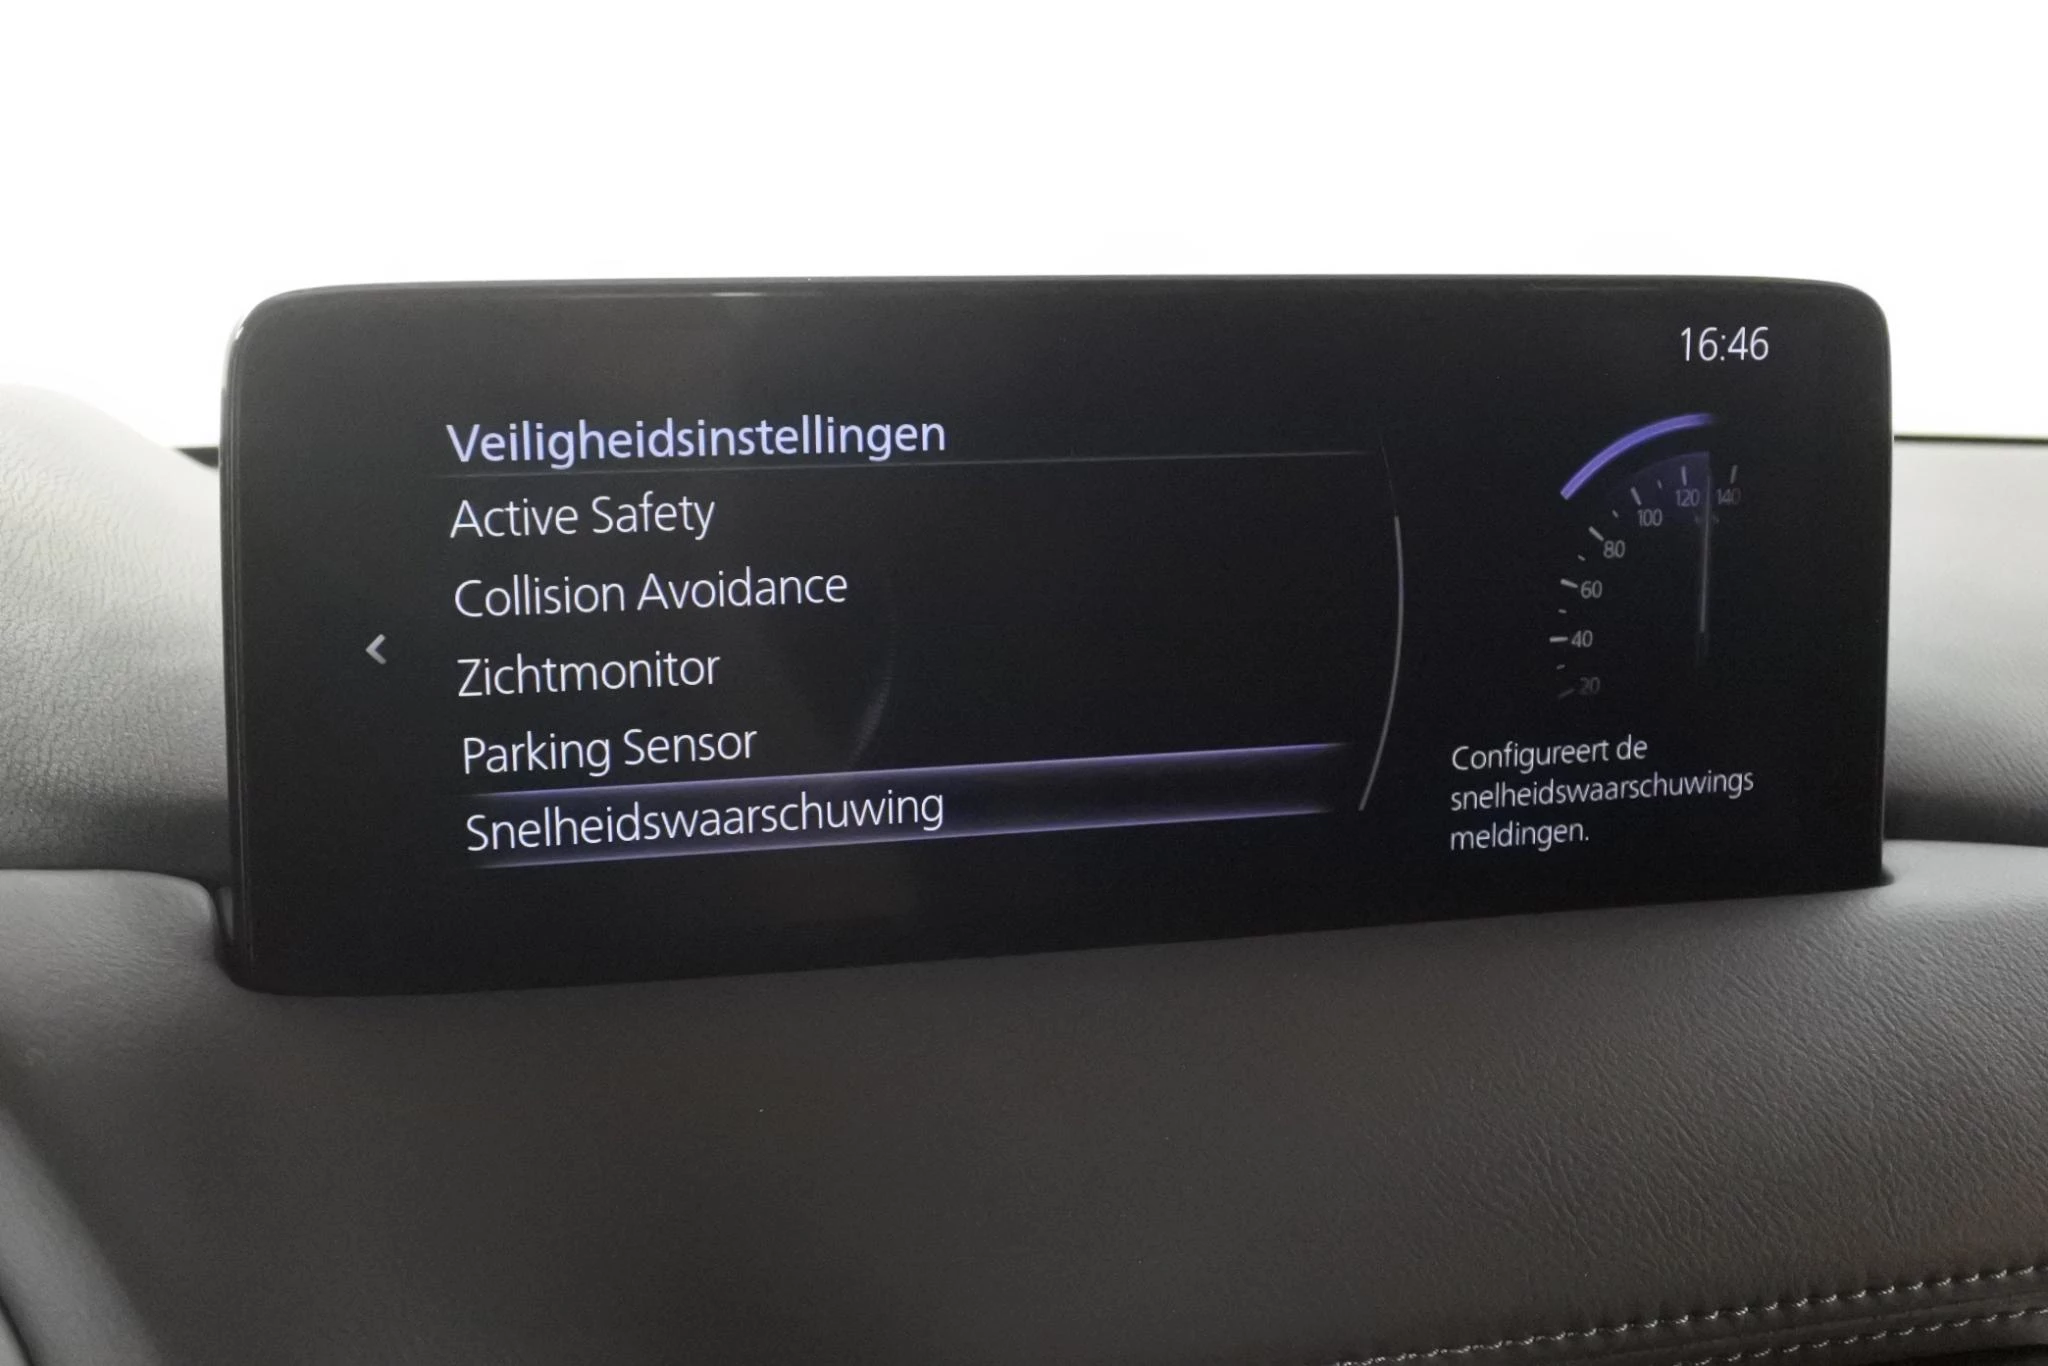 16:46
Veiligheidsinstellingen
Active Safety
Collision Avoidance
Zichtmonitor
Parking Sensor
Snelheidswaarschuwing
140
120
100
80
60
40
20
Configureert de
snelheidswaarschuwings
meldingen.